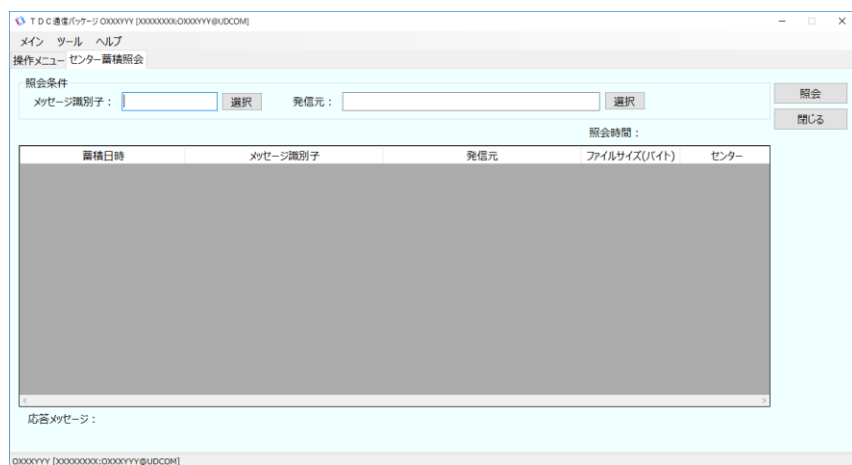 TDC通信パッケージ OXXXYYY [XXXXXXXX:OXXXYYY@UDCOM]
メイン ツール ヘルプ
操作メニュー センター蓄積照会
照会条件
メッセージ識別子： 選択 発信元： 選択 照会
閉じる
照会時間：
蓄積日時 メッセージ識別子 発信元 ファイルサイズ(バイト) センター
応答メッセージ：
OXXXYYY [XXXXXXXX:OXXXYYY@UDCOM]